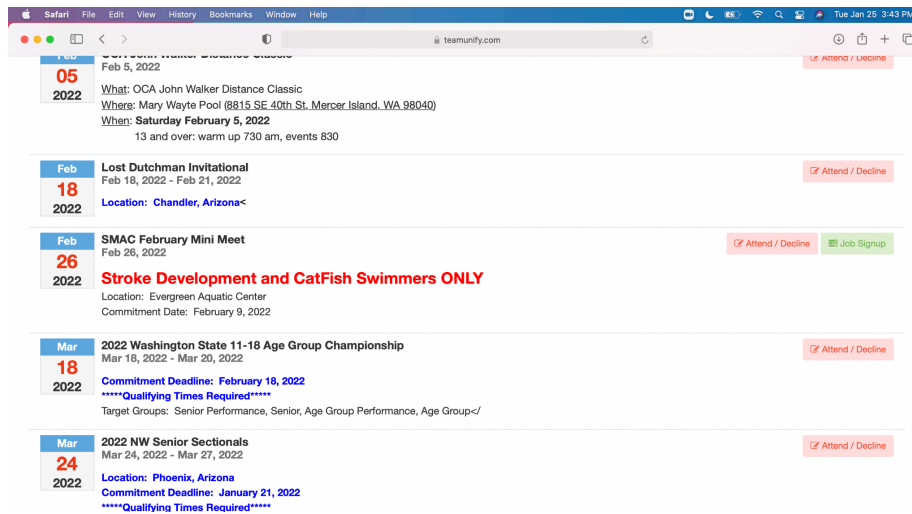 Safari File Edit View History Bookmarks Window Help Tue Jan 25 3:43 PM
teamunify.com
Feb
05
2022
OCA John Walker Distance Classic
Feb 5, 2022
What: OCA John Walker Distance Classic
Where: Mary Wayte Pool (8815 SE 40th St. Mercer Island, WA 98040)
When: Saturday February 5, 2022
13 and over: warm up 730 am, events 830
Attend / Decline
Feb
18
2022
Lost Dutchman Invitational
Feb 18, 2022 - Feb 21, 2022
Location: Chandler, Arizona<
Attend / Decline
Feb
26
2022
SMAC February Mini Meet
Feb 26, 2022
Stroke Development and CatFish Swimmers ONLY
Location: Evergreen Aquatic Center
Commitment Date: February 9, 2022
Attend / Decline
Job Signup
Mar
18
2022
2022 Washington State 11-18 Age Group Championship
Mar 18, 2022 - Mar 20, 2022
Commitment Deadline: February 18, 2022
*****Qualifying Times Required*****
Target Groups: Senior Performance, Senior, Age Group Performance, Age Group</
Attend / Decline
Mar
24
2022
2022 NW Senior Sectionals
Mar 24, 2022 - Mar 27, 2022
Location: Phoenix, Arizona
Commitment Deadline: January 21, 2022
*****Qualifying Times Required*****
Attend / Decline